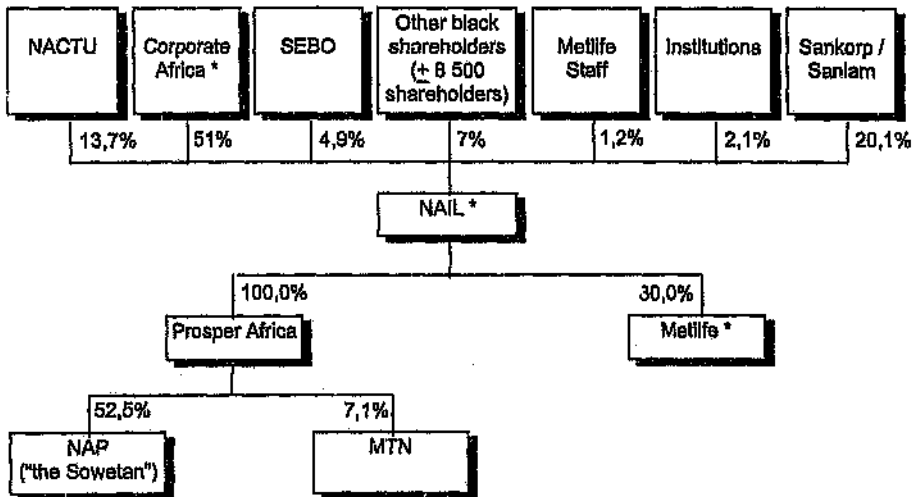 NACTU
Corporate
Africa *
SEBO
Other black
shareholders
(± 8 500
shareholders)
Metlife
Staff
Institutions
Sankorp /
Sanlam
13,7%
51%
4,9%
7%
1,2%
2,1%
20,1%
NAIL *
100,0%
30,0%
Prosper Africa
Metlife *
52,5%
7,1%
NAP
("the Sowetan")
MTN